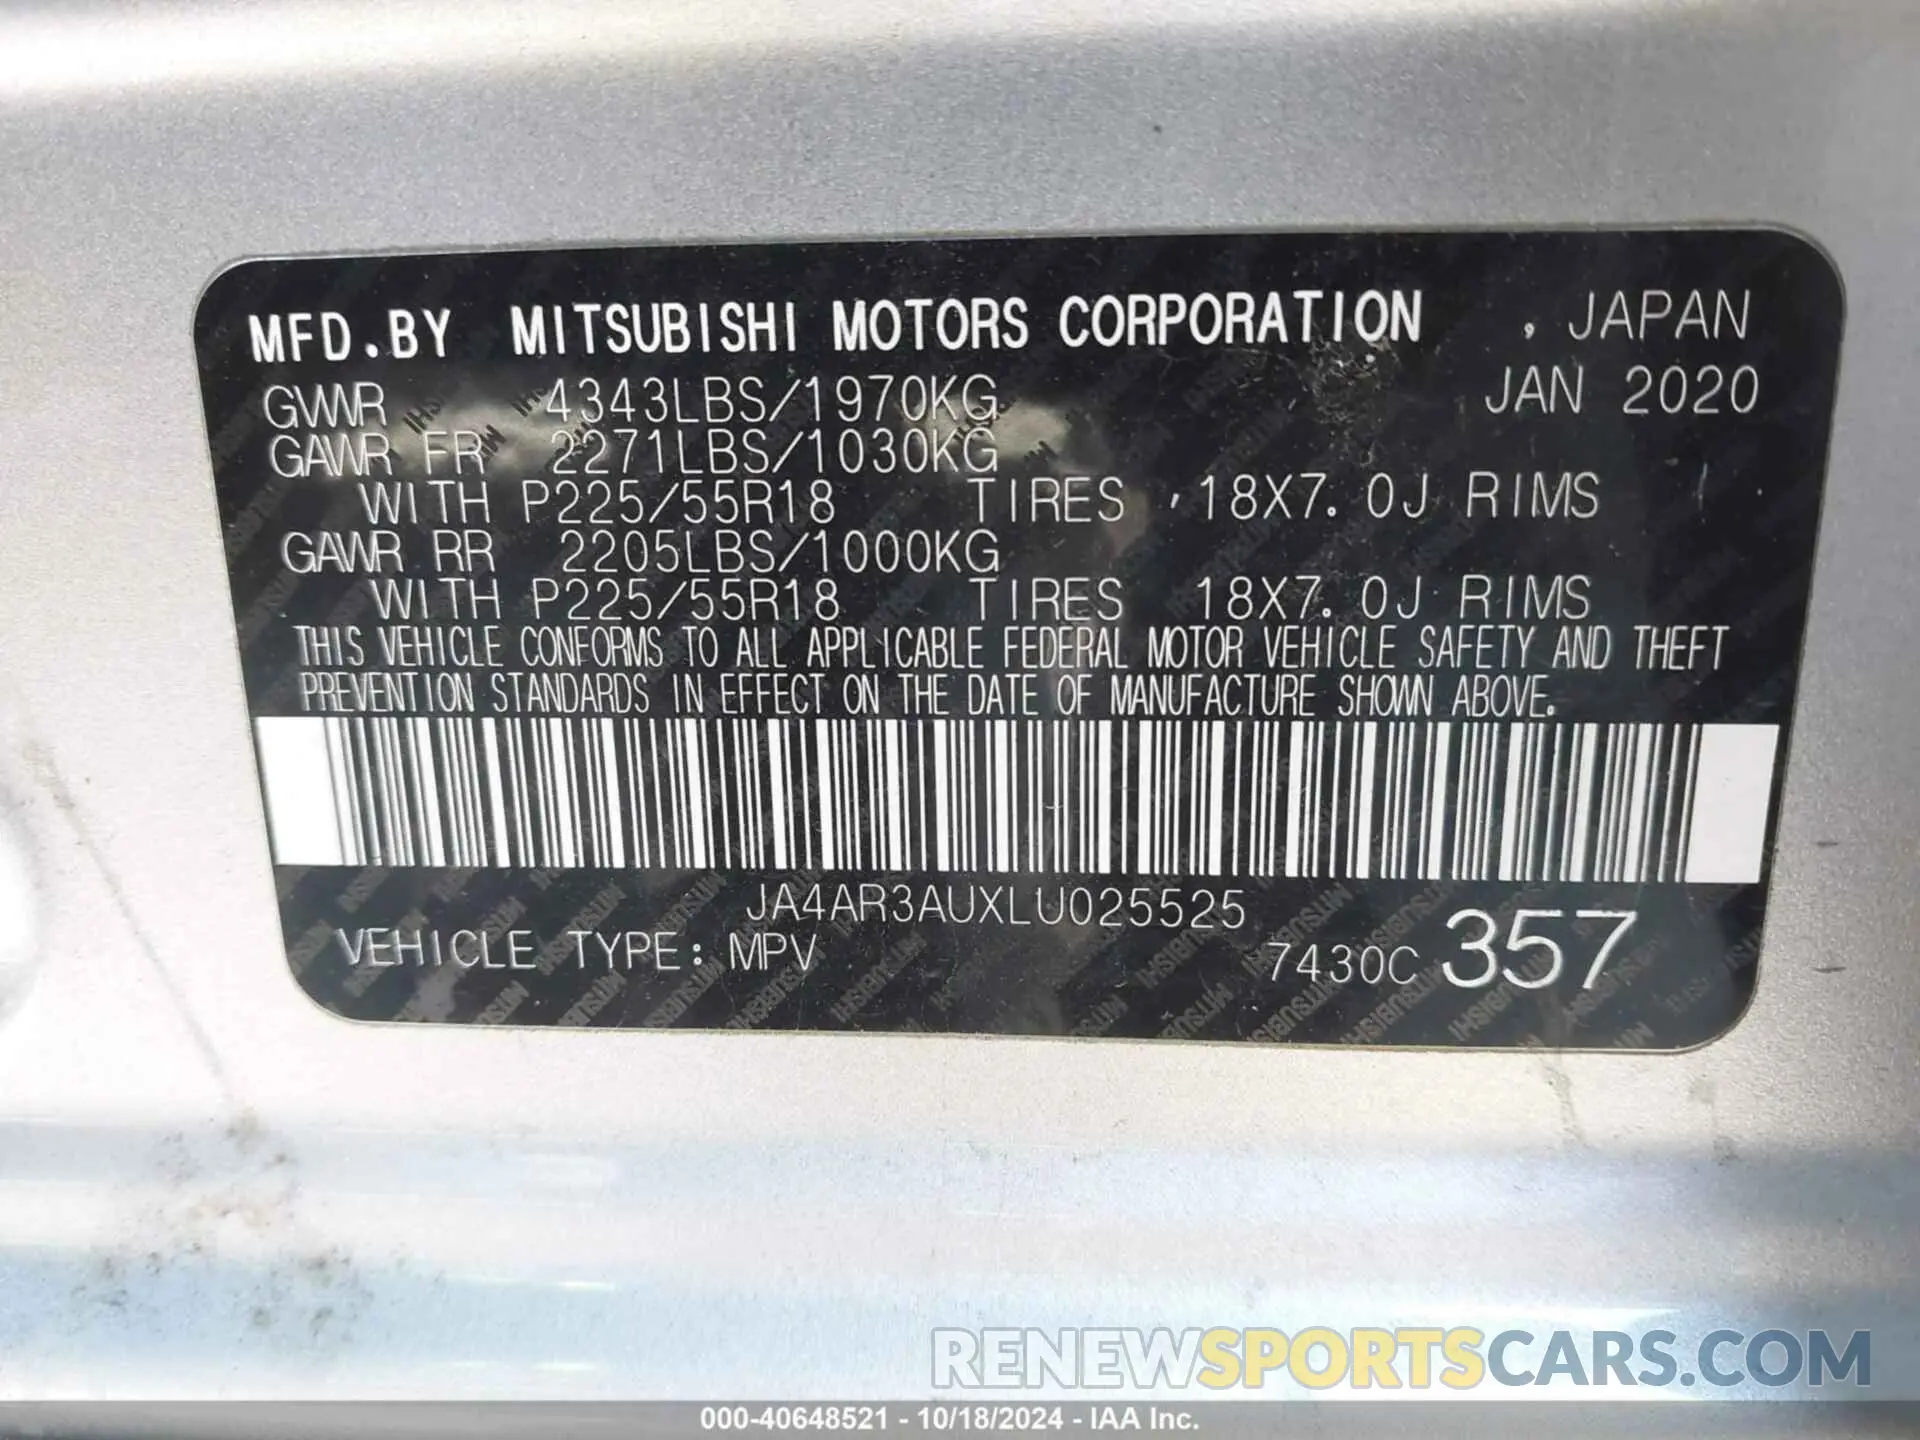 MFD.BY MITSUBISHI MOTORS CORPORATION , JAPAN
GVWR 4343LBS/1970KG JAN 2020
GAWR FR 2271LBS/1030KG
WITH P225/55R18 TIRES , 18X7.0J RIMS
GAWR RR 2205LBS/1000KG
WITH P225/55R18 TIRES 18X7.0J RIMS
THIS VEHICLE CONFORMS TO ALL APPLICABLE FEDERAL MOTOR VEHICLE SAFETY AND THEFT
PREVENTION STANDARDS IN EFFECT ON THE DATE OF MANUFACTURE SHOWN ABOVE.
JA4AR3AUXLU025525
VEHICLE TYPE: MPV 7430C 357
RENEWSPORTSCARS.COM
000-40648521 - 10/18/2024 - IAA Inc.